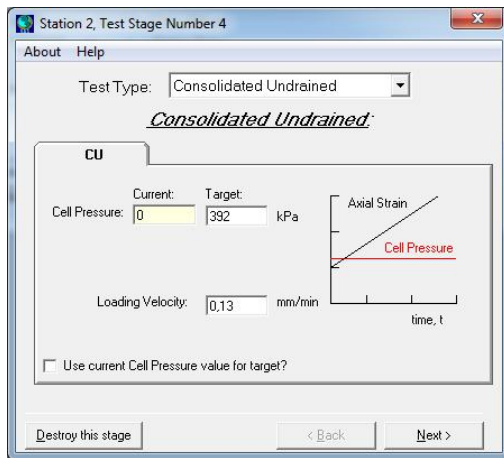 Station 2, Test Stage Number 4
About Help
Test Type: Consolidated Undrained
Consolidated Undrained:
CU
Current: Target:
Cell Pressure: 0 392 kPa
Axial Strain
Cell Pressure
Loading Velocity: 0,13 mm/min
time, t
Use current Cell Pressure value for target?
Destroy this stage < Back Next >